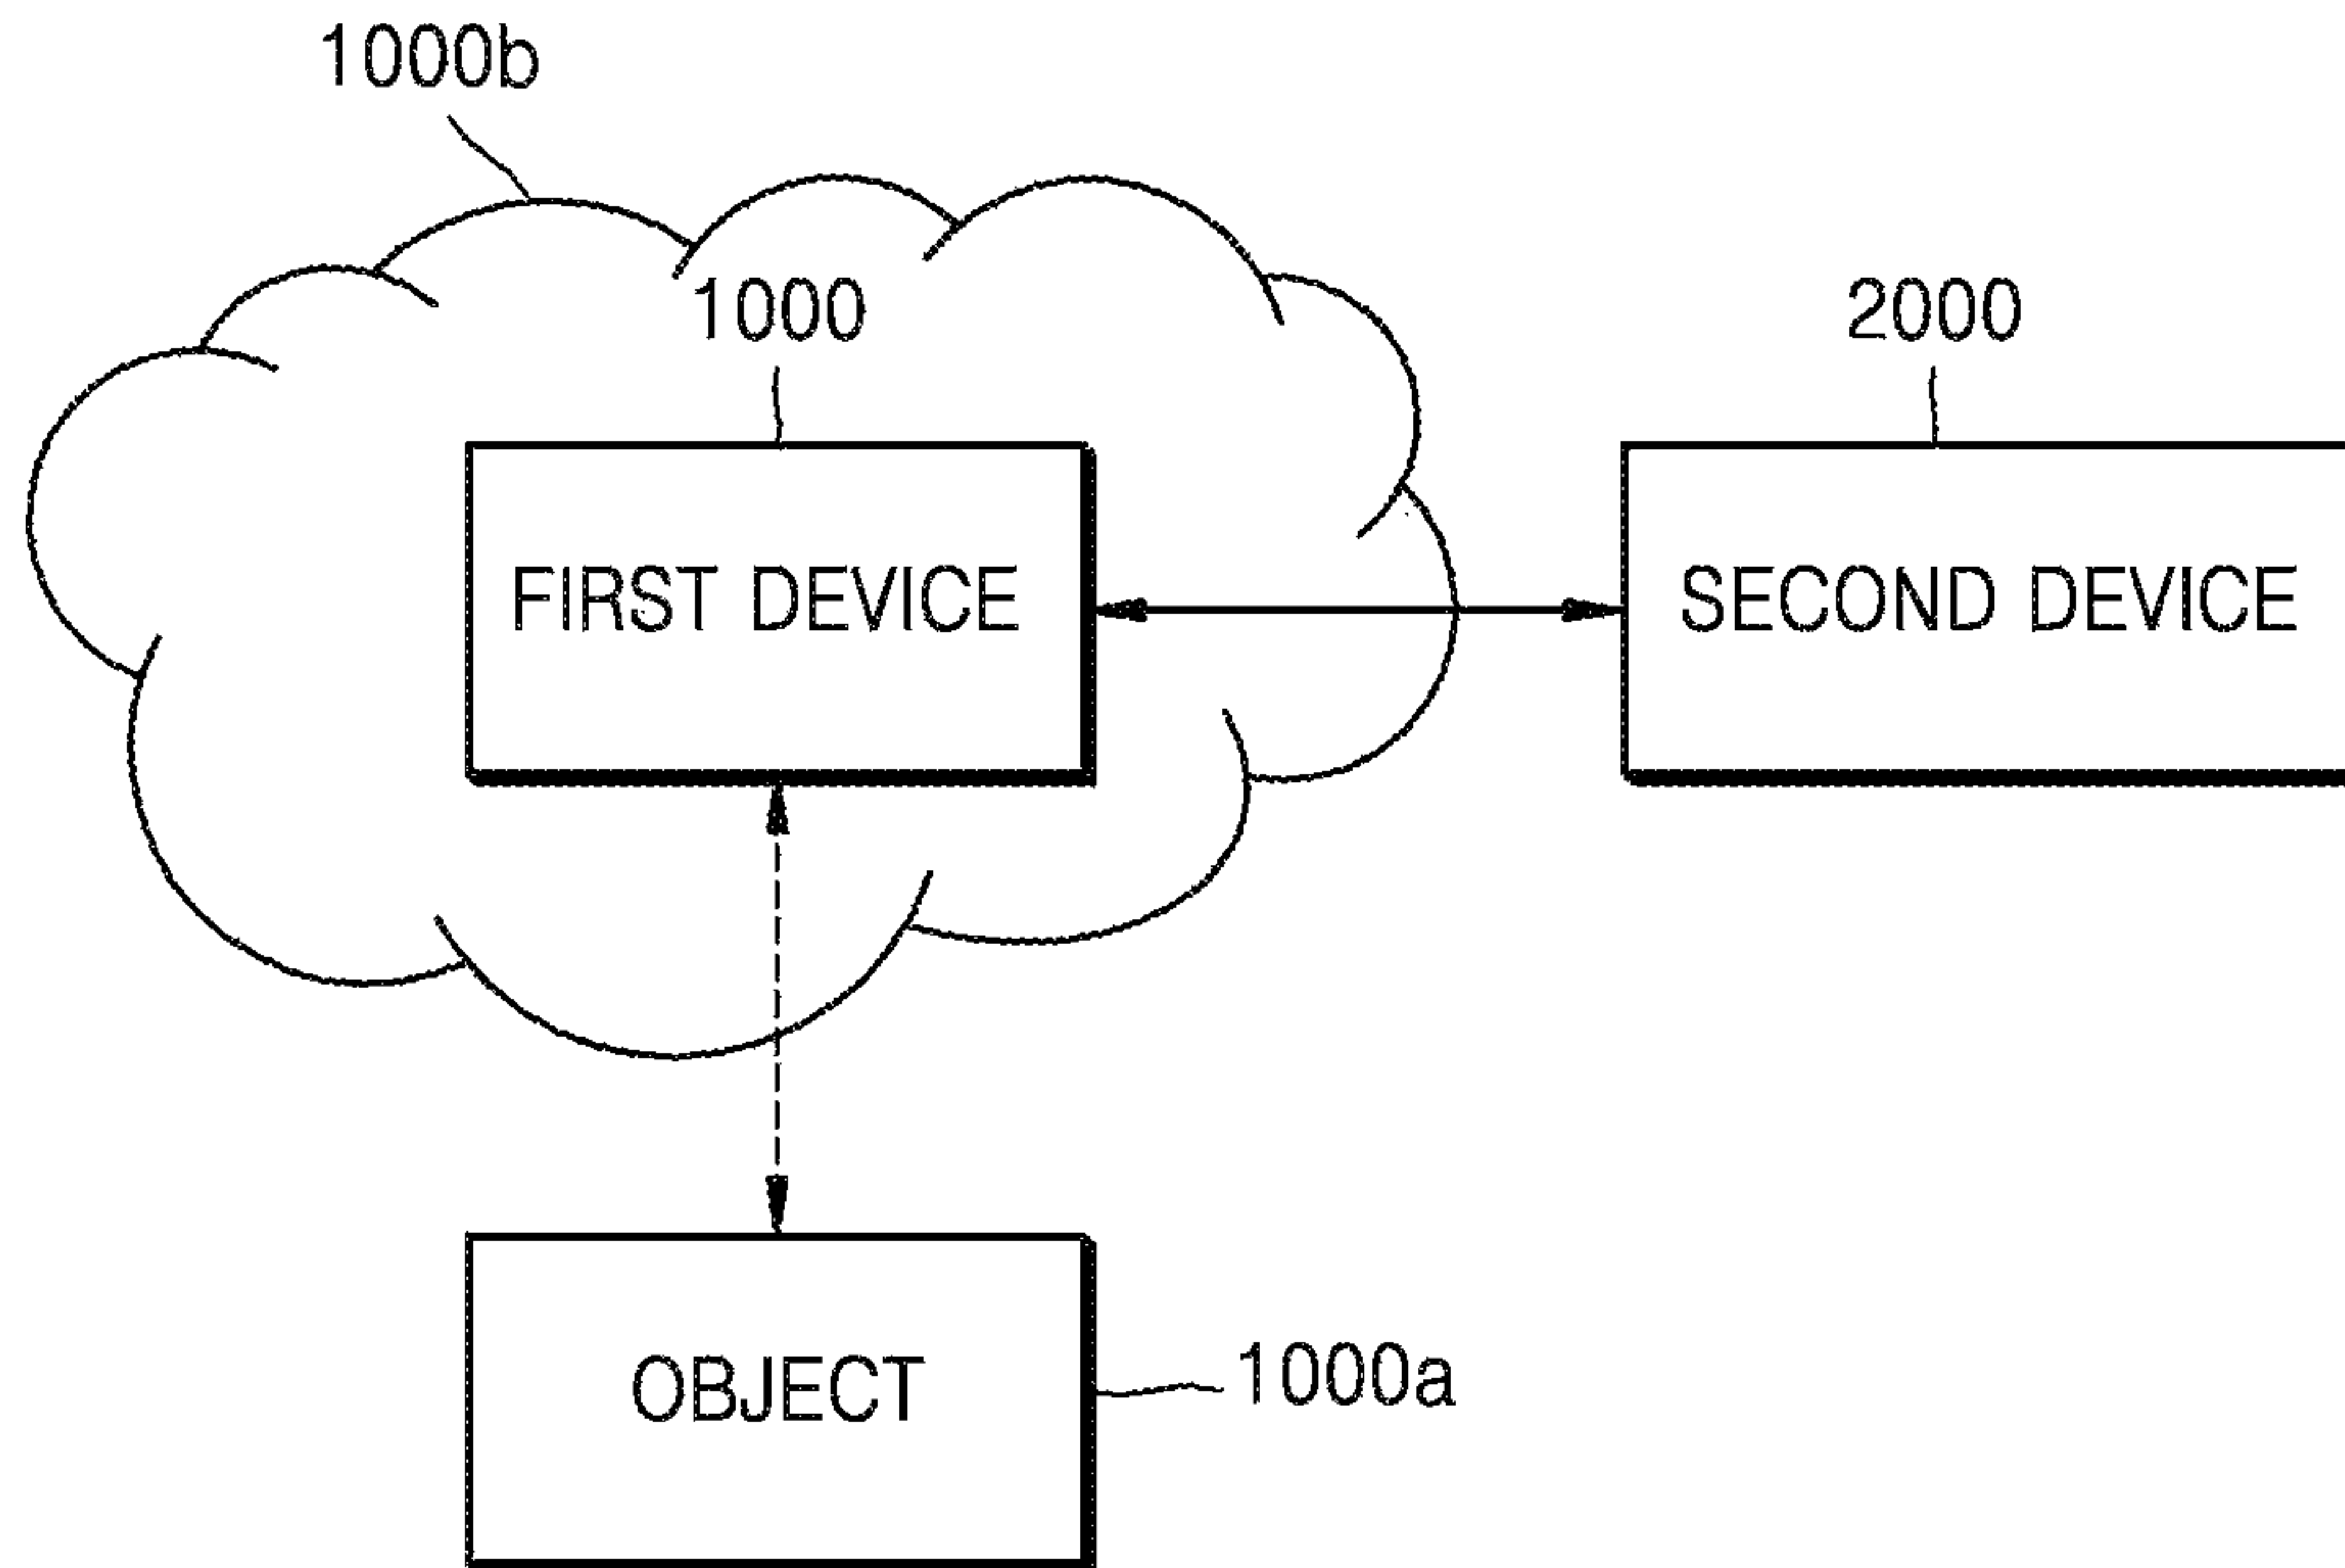 1000b
1000
2000
FIRST DEVICE
SECOND DEVICE
OBJECT
1000a